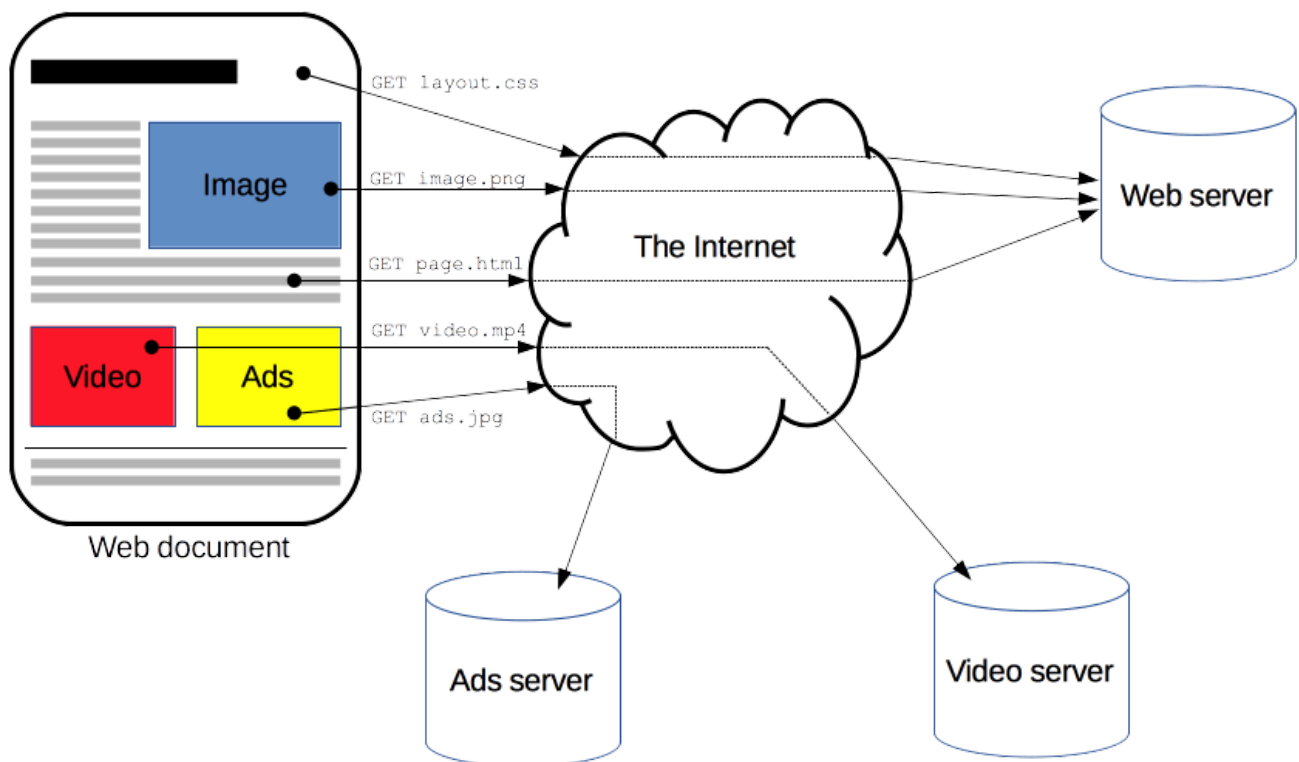 GET layout.css
Image
GET image.png
Web server
The Internet
GET page.html
GET video.mp4
Video
Ads
GET ads.jpg
Web document
Ads server
Video server